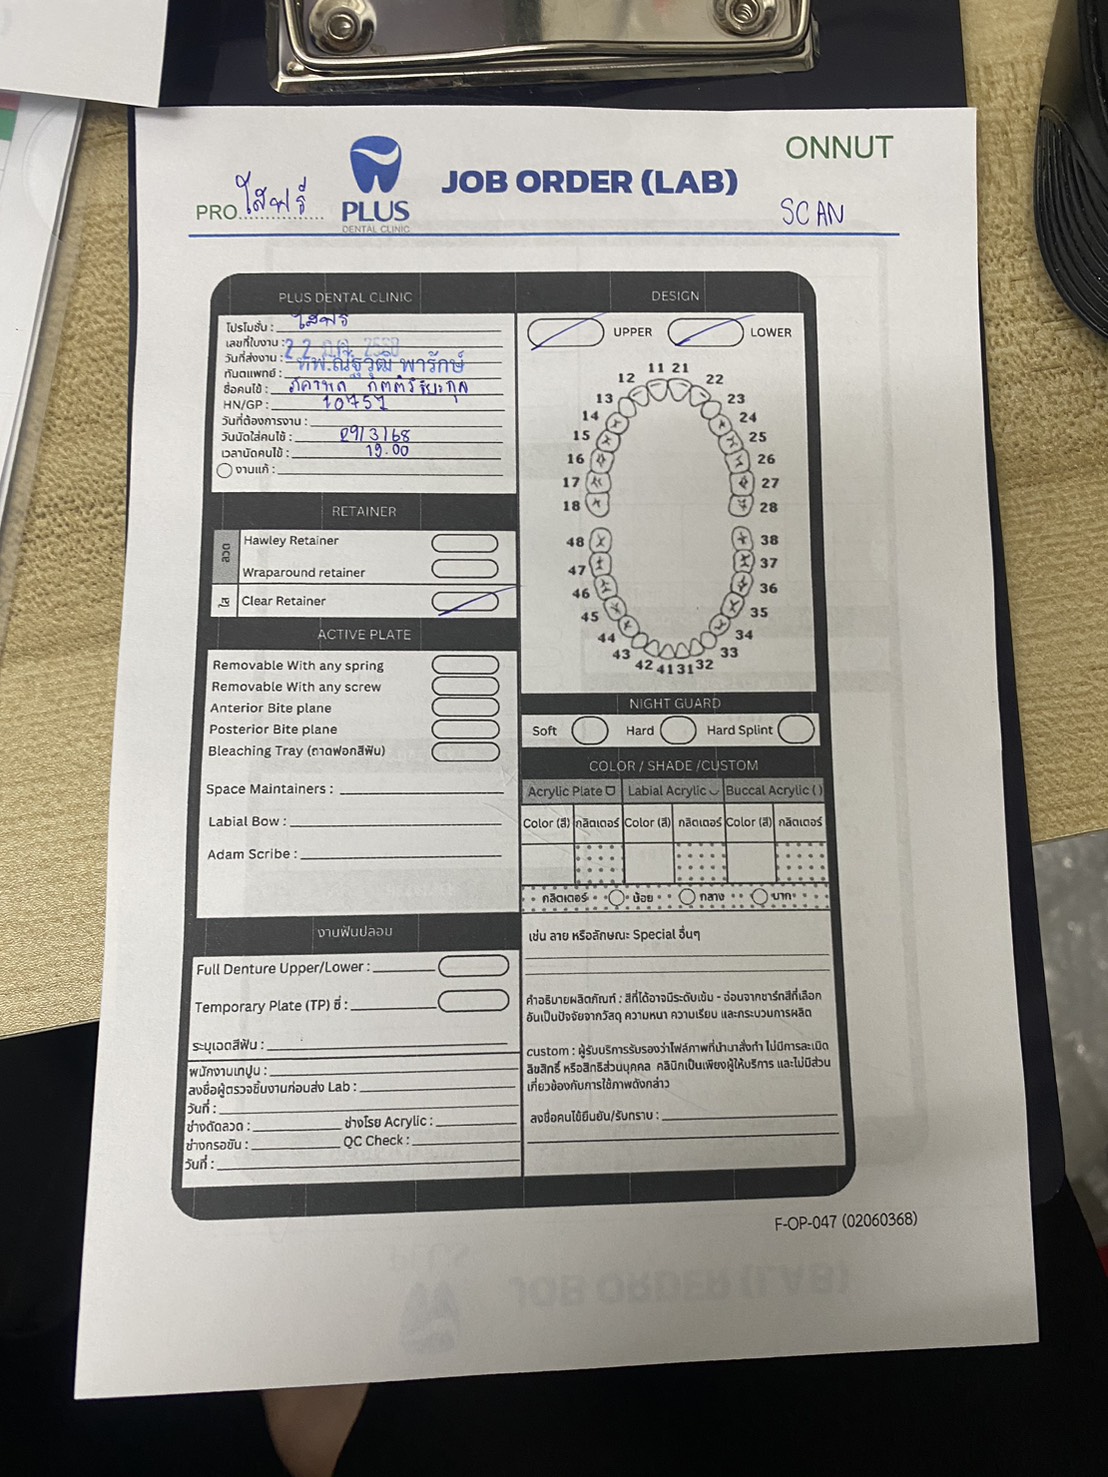 ONNUT
PRO. ใสฟรี
PLUS
DENTAL CLINIC
JOB ORDER (LAB)
SCAN
PLUS DENTAL CLINIC
โปรโมชั่น : ใสฟรี
เลขที่ใบงาน :
วันที่ส่งงาน : 22
ทันตแพทย์ : ทพ.ณัฐวุฒิ พารักษ์
ชื่อคนไข้ :
HN/GP : 10757
วันที่ต้องการงาน :
วันนัดใส่คนไข้ : 29/3/68
เวลานัดคนไข้ : 19.00
งานแก้ :
DESIGN
UPPER
LOWER
11 21
12 22
13 23
14 24
15 25
16 26
17 27
18 28
48 38
47 37
46 36
45 35
44 34
43 33
42 41 31 32
RETAINER
ลวด
Hawley Retainer
Wraparound retainer
ใส
Clear Retainer
ACTIVE PLATE
Removable With any spring
Removable With any screw
Anterior Bite plane
Posterior Bite plane
Bleaching Tray (ถาดฟอกสีฟัน)
Space Maintainers :
Labial Bow :
Adam Scribe :
NIGHT GUARD
Soft Hard Hard Splint
COLOR / SHADE /CUSTOM
Acrylic Plate Labial Acrylic Buccal Acrylic ( )
Color (สี) กลิตเตอร์ Color (สี) กลิตเตอร์ Color (สี) กลิตเตอร์
กลิตเตอร์ น้อย กลาง มาก
เช่น ลาย หรือลักษณะ Special อื่นๆ
คำอธิบายผลิตภัณฑ์ : สีที่ได้อาจมีระดับเข้ม - อ่อนจากชาร์ทสีที่เลือก
อันเป็นปัจจัยจากวัสดุ ความหนา ความเรียบ และกระบวนการผลิต
custom : ผู้รับบริการรับรองว่าไฟล์ภาพที่นำมาสั่งทำ ไม่มีการละเมิด
ลิขสิทธิ์ หรือสิทธิส่วนบุคคล คลินิกเป็นเพียงผู้ให้บริการ และไม่มีส่วน
เกี่ยวข้องกับการใช้ภาพดังกล่าว
ลงชื่อคนไข้ยืนยัน/รับทราบ :
งานฟันปลอม
Full Denture Upper/Lower :
Temporary Plate (TP) ซี่ :
ระบุเฉดสีฟัน :
พนักงานเทปูน :
ลงชื่อผู้ตรวจชิ้นงานก่อนส่ง Lab :
วันที่ :
ช่างดัดลวด : ช่างโรย Acrylic :
ช่างกรอขัน : QC Check :
วันที่ :
F-OP-047 (02060368)